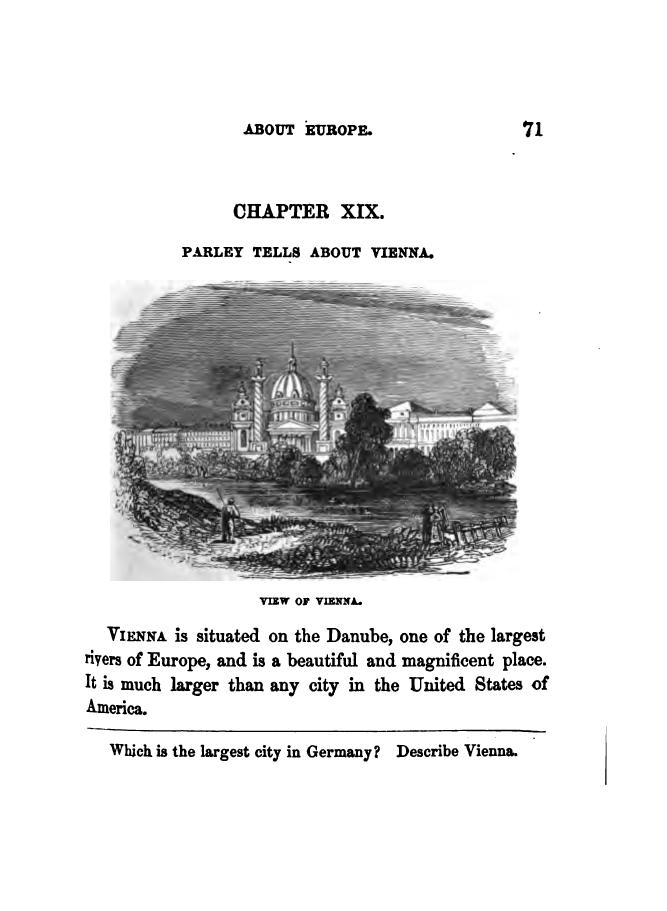 ABOUT EUROPE. 71
CHAPTER XIX.
PARLEY TELLS ABOUT VIENNA.
VIEW OF VIENNA.
VIENNA is situated on the Danube, one of the largest
rivers of Europe, and is a beautiful and magnificent place.
It is much larger than any city in the United States of
America.
Which is the largest city in Germany? Describe Vienna.